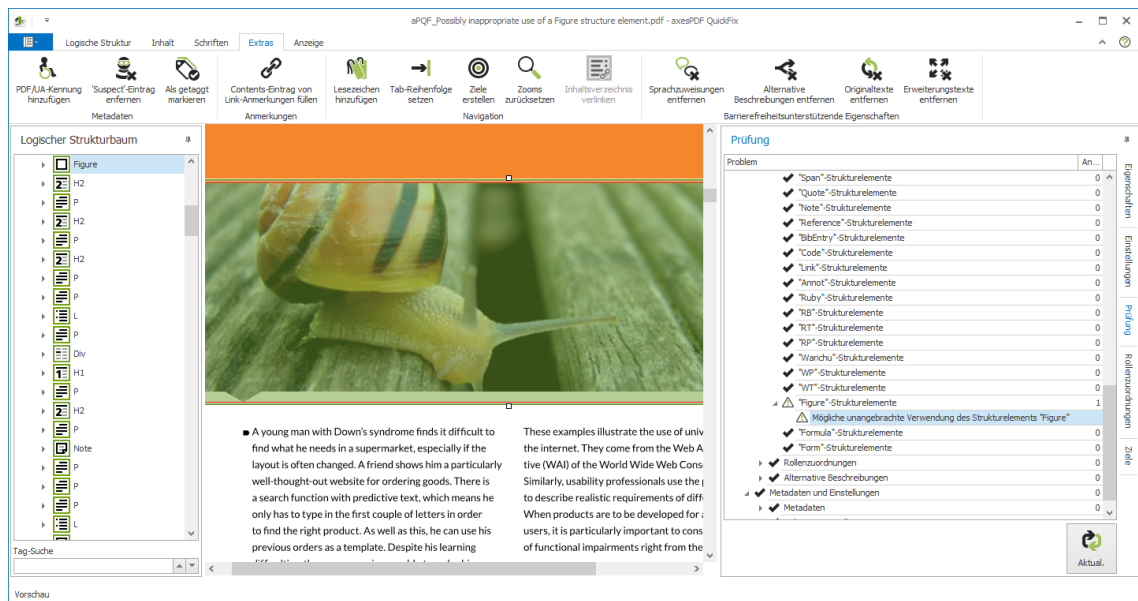 aPQF_Possibly inappropriate use of a Figure structure element.pdf - axesPDF QuickFix
Logische Struktur Inhalt Schriften Extras Anzeige
PDF/UA-Kennung hinzufügen
'Suspect'-Eintrag entfernen
Als getaggt markieren
Metadaten
Contents-Eintrag von Link-Anmerkungen füllen
Anmerkungen
Lesezeichen hinzufügen
Tab-Reihenfolge setzen
Ziele erstellen
Zooms zurücksetzen
Inhaltsverzeichnis verlinken
Navigation
Sprachzuweisungen entfernen
Alternative Beschreibungen entfernen
Originaltexte entfernen
Erweiterungstexte entfernen
Barrierefreiheitsunterstützende Eigenschaften
Logischer Strukturbaum
Figure
H2
P
H2
P
H2
P
P
L
P
Div
H1
P
H2
P
Note
P
P
P
L
Tag-Suche
Vorschau
A young man with Down's syndrome finds it difficult to
find what he needs in a supermarket, especially if the
layout is often changed. A friend shows him a particularly
well-thought-out website for ordering goods. There is
a search function with predictive text, which means he
only has to type in the first couple of letters in order
to find the right product. As well as this, he can use his
previous orders as a template. Despite his learning
These examples illustrate the use of univ
the internet. They come from the Web A
tive (WAI) of the World Wide Web Cons
Similarly, usability professionals use the p
to describe realistic requirements of diff
When products are to be developed for a
users, it is particularly important to cons
of functional impairments right from the
Prüfung
Problem An...
"Span"-Strukturelemente 0
"Quote"-Strukturelemente 0
"Note"-Strukturelemente 0
"Reference"-Strukturelemente 0
"BibEntry"-Strukturelemente 0
"Code"-Strukturelemente 0
"Link"-Strukturelemente 0
"Annot"-Strukturelemente 0
"Ruby"-Strukturelemente 0
"RB"-Strukturelemente 0
"RT"-Strukturelemente 0
"RP"-Strukturelemente 0
"Warichu"-Strukturelemente 0
"WP"-Strukturelemente 0
"WT"-Strukturelemente 0
"Figure"-Strukturelemente 1
Mögliche unangebrachte Verwendung des Strukturelements "Figure"
"Formula"-Strukturelemente 0
"Form"-Strukturelemente 0
Rollenzuordnungen 0
Alternative Beschreibungen 0
Metadaten und Einstellungen 0
Metadaten 0
Aktual.
Eigenschaften
Einstellungen
Prüfung
Rollenzuordnungen
Ziele